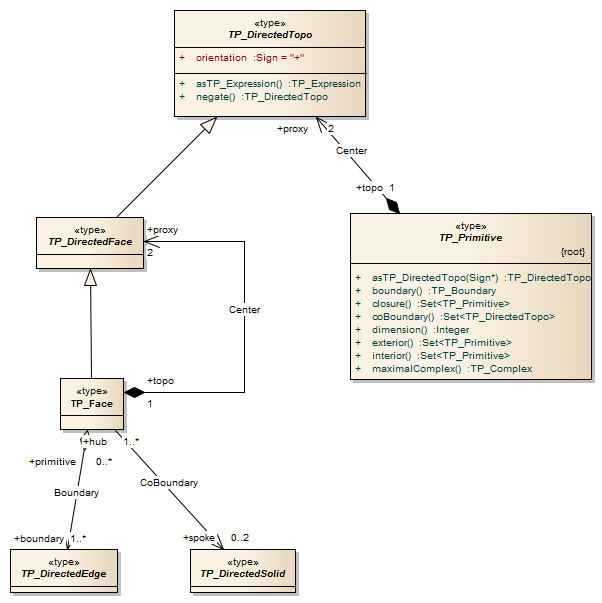 «type»
TP_DirectedTopo
+ orientation :Sign = "+"
+ asTP_Expression() :TP_Expression
+ negate() :TP_DirectedTopo
+proxy 2
Center
+topo 1
«type»
TP_DirectedFace
+proxy
2
«type»
TP_Primitive
{root}
+ asTP_DirectedTopo(Sign*) :TP_DirectedTopo
+ boundary() :TP_Boundary
+ closure() :Set<TP_Primitive>
+ coBoundary() :Set<TP_DirectedTopo>
+ dimension() :Integer
+ exterior() :Set<TP_Primitive>
+ interior() :Set<TP_Primitive>
+ maximalComplex() :TP_Complex
Center
+topo
1
«type»
TP_Face
+hub 1..*
+primitive 0..*
CoBoundary
Boundary
+boundary 1..*
+spoke 0..2
«type»
TP_DirectedEdge
«type»
TP_DirectedSolid